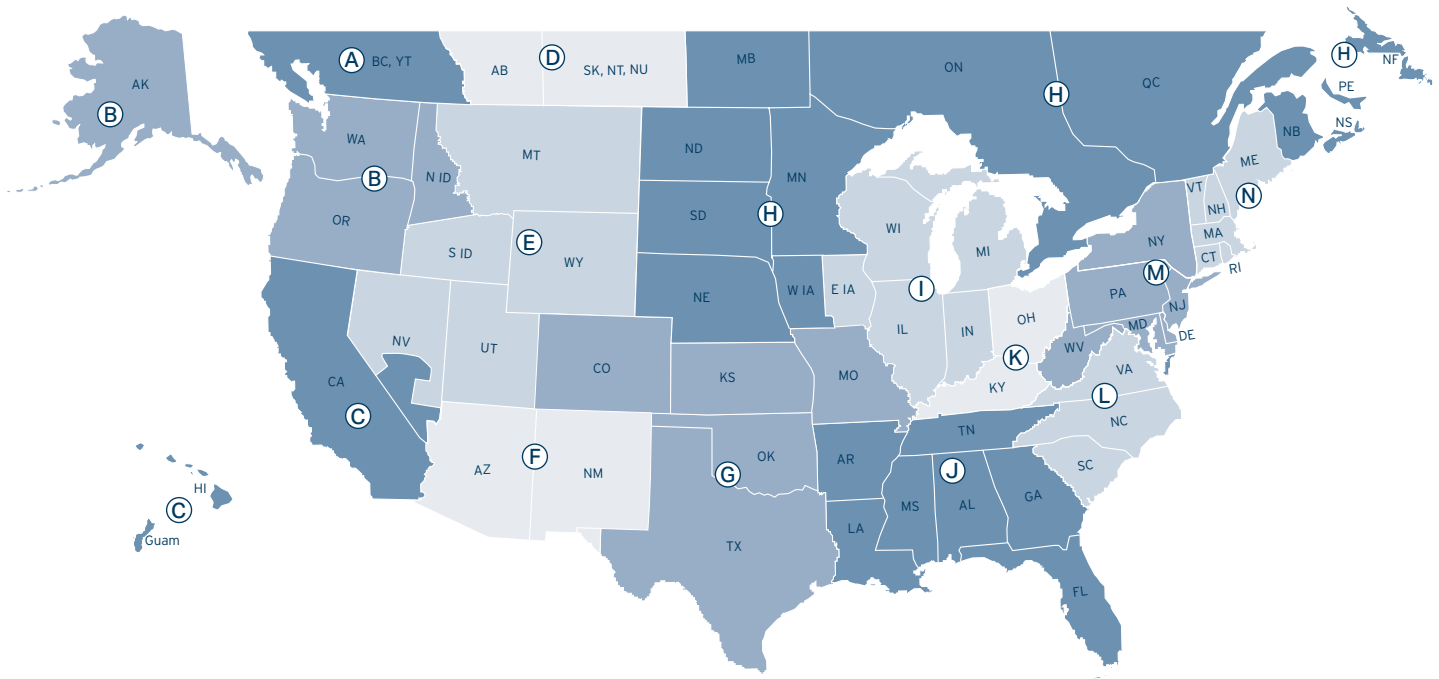 A BC, YT
AB
D
SK, NT, NU
MB
ON
H
QC
H
NF
PE
NS
NB
AK
B
WA
B
N ID
OR
MT
S ID
E
WY
ND
SD
H
MN
NE
W IA
E IA
WI
MI
I
IL
IN
OH
K
KY
ME
VT
N
NH
MA
CT
RI
NY
M
PA
NJ
MD
DE
WV
VA
L
NC
SC
NV
UT
CA
C
CO
KS
MO
AZ
F
NM
OK
G
TX
AR
LA
TN
J
MS
AL
GA
FL
HI
C
Guam